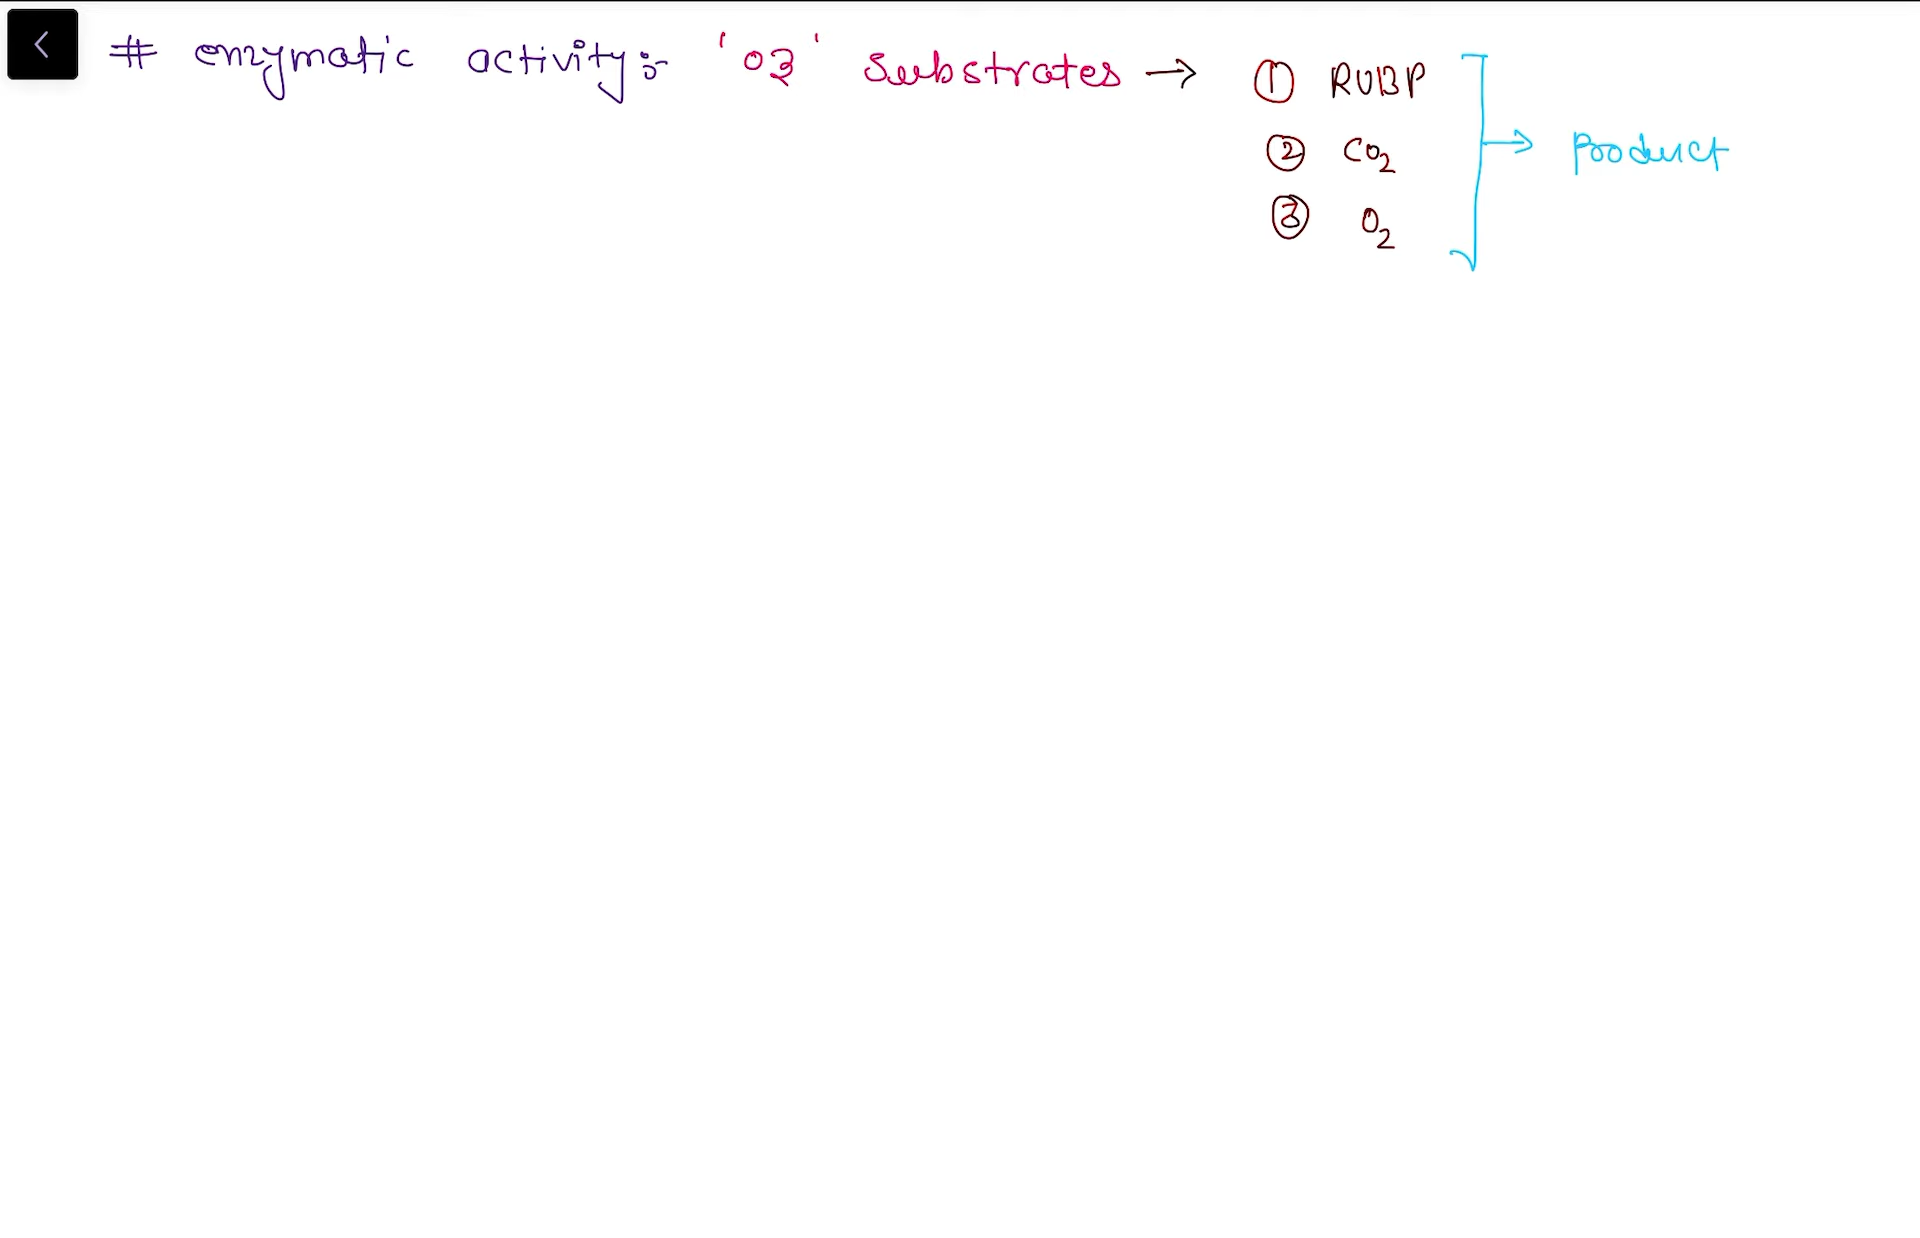 # enzymatic activity:- '03' Substrates → ① RUBP
② CO₂ → Product
③ O₂